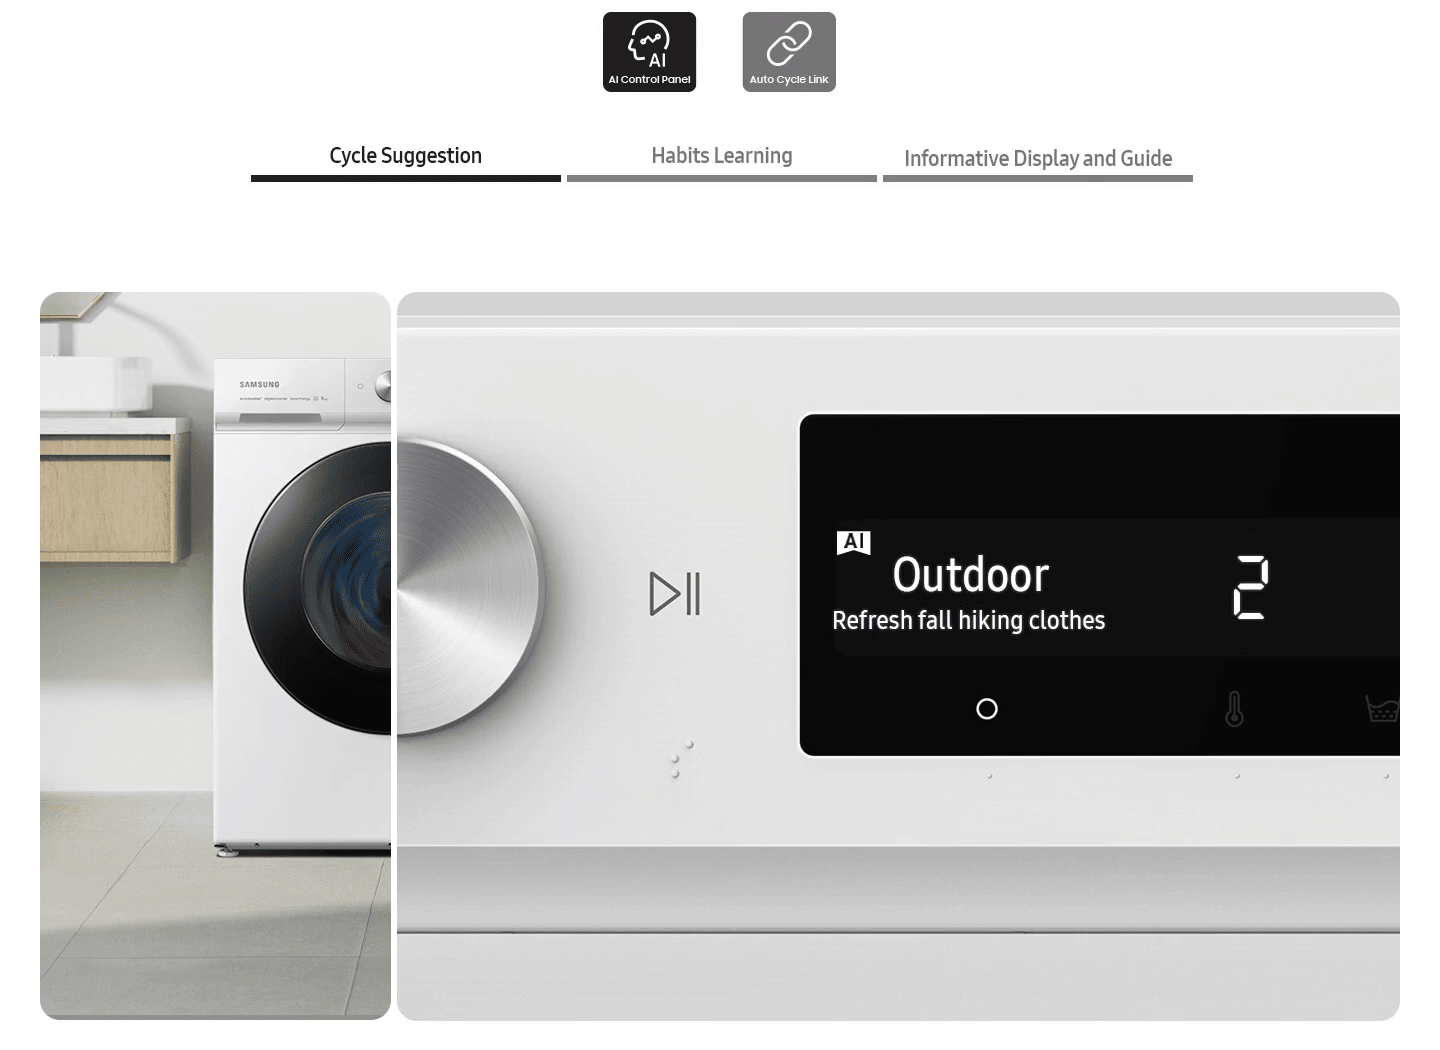 AI
AI Control Panel
Auto Cycle Link
Cycle Suggestion
Habits Learning
Informative Display and Guide
SAMSUNG
AI
Outdoor
2
Refresh fall hiking clothes